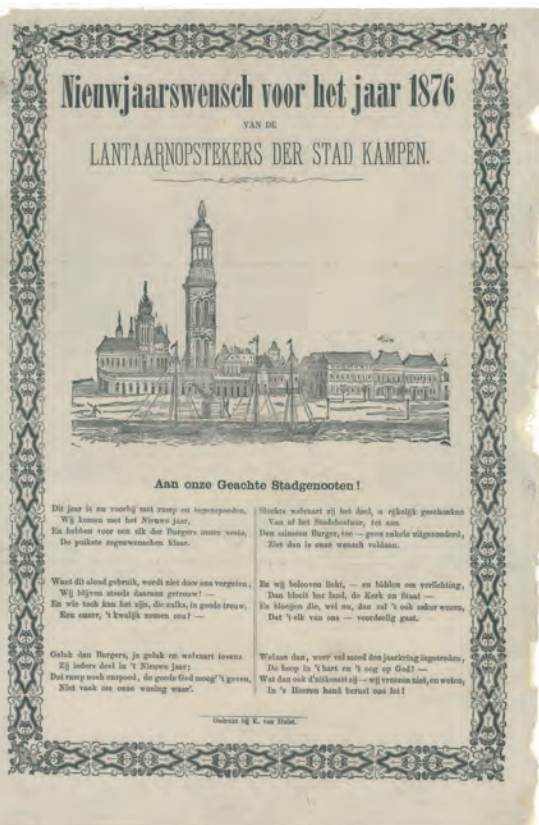 Nieuwjaarswensch voor het jaar 1876
VAN DE
LANTAARNOPSTEKERS DER STAD KAMPEN.
Aan onze Geachte Stadgenooten!
Dit jaar is nu voorbij met ramp en tegenspoeden,
Wij komen met het Nieuwe jaar,
En hebben voor een elk der Burgers onzer veste,
De puikste zegenwenschen klaar.
Want dit aloud gebruik, wordt niet door ons vergeten,
Wij blijven steeds daaraan getrouw! —
En wie toch kan het zijn, die zulks, in goede trouw,
Een onzer, 't kwalijk nemen zou? —
Geluk dan Burgers, ja geluk en welvaart tevens
Zij ieders deel in 't Nieuwe jaar;
Dat ramp noch onspoed, de goede God moog' 't geven,
Niet vaak om onze woning waar'.
Slechts welvaart zij het deel, u rijkelijk geschonken
Van af het Stadsbestuur, tot aan
Den minsten Burger, toe — geen enkele uitgezonderd,
Ziet dan is onze wensch voldaan.
En wij belooven licht, — en bidden om verlichting,
Dan bloeit het land, de Kerk en Staat —
En bloeijen die, wel nu, dan zal 't ook zeker wezen,
Dat 't elk van ons — voordeelig gaat.
Welaan dan, weer vol moed den jaarkring ingetreden,
De hoop in 't hart en 't oog op God! —
Wat dan ook d'uitkomst zij — wij vreezen niet, en weten,
In 's Heeren hand berust ons lot!
Gedrukt bij K. van Hulst.